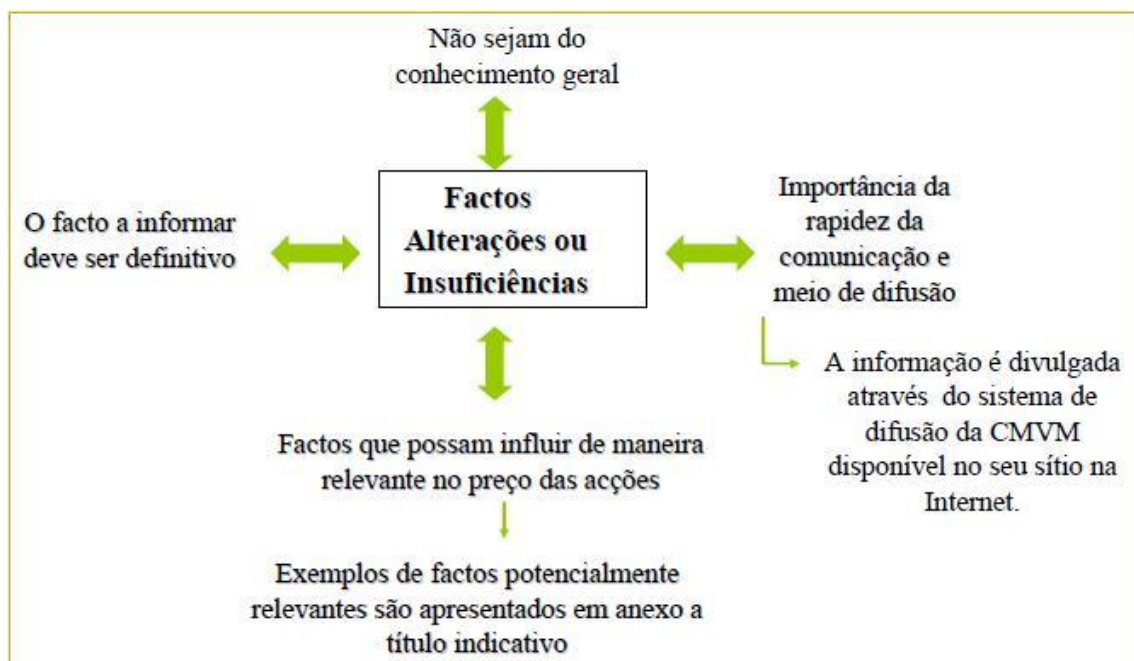 Não sejam do
conhecimento geral
O facto a informar
deve ser definitivo
Factos
Alterações ou
Insuficiências
Importância da
rapidez da
comunicação e
meio de difusão
A informação é divulgada
através do sistema de
difusão da CMVM
disponível no seu sítio na
Internet.
Factos que possam influir de maneira
relevante no preço das acções
Exemplos de factos potencialmente
relevantes são apresentados em anexo a
título indicativo